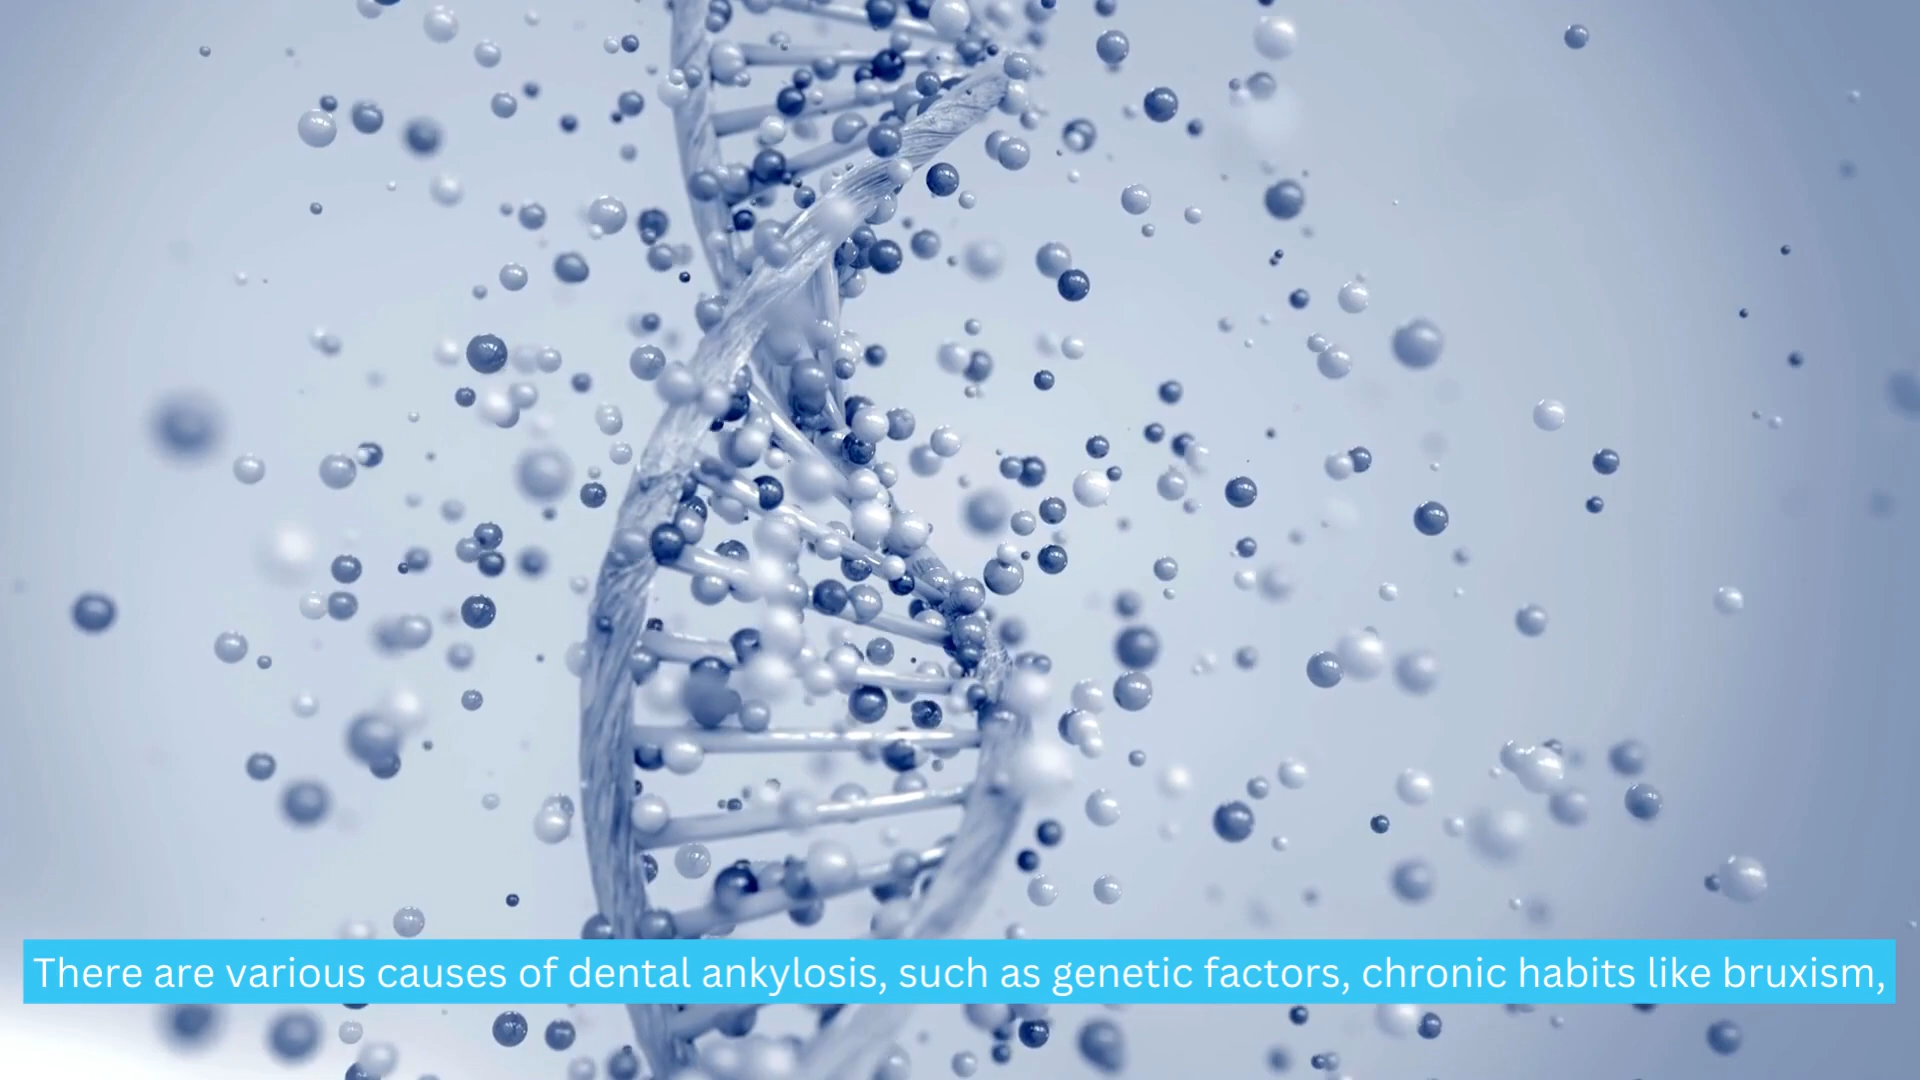 There are various causes of dental ankylosis, such as genetic factors, chronic habits like bruxism,